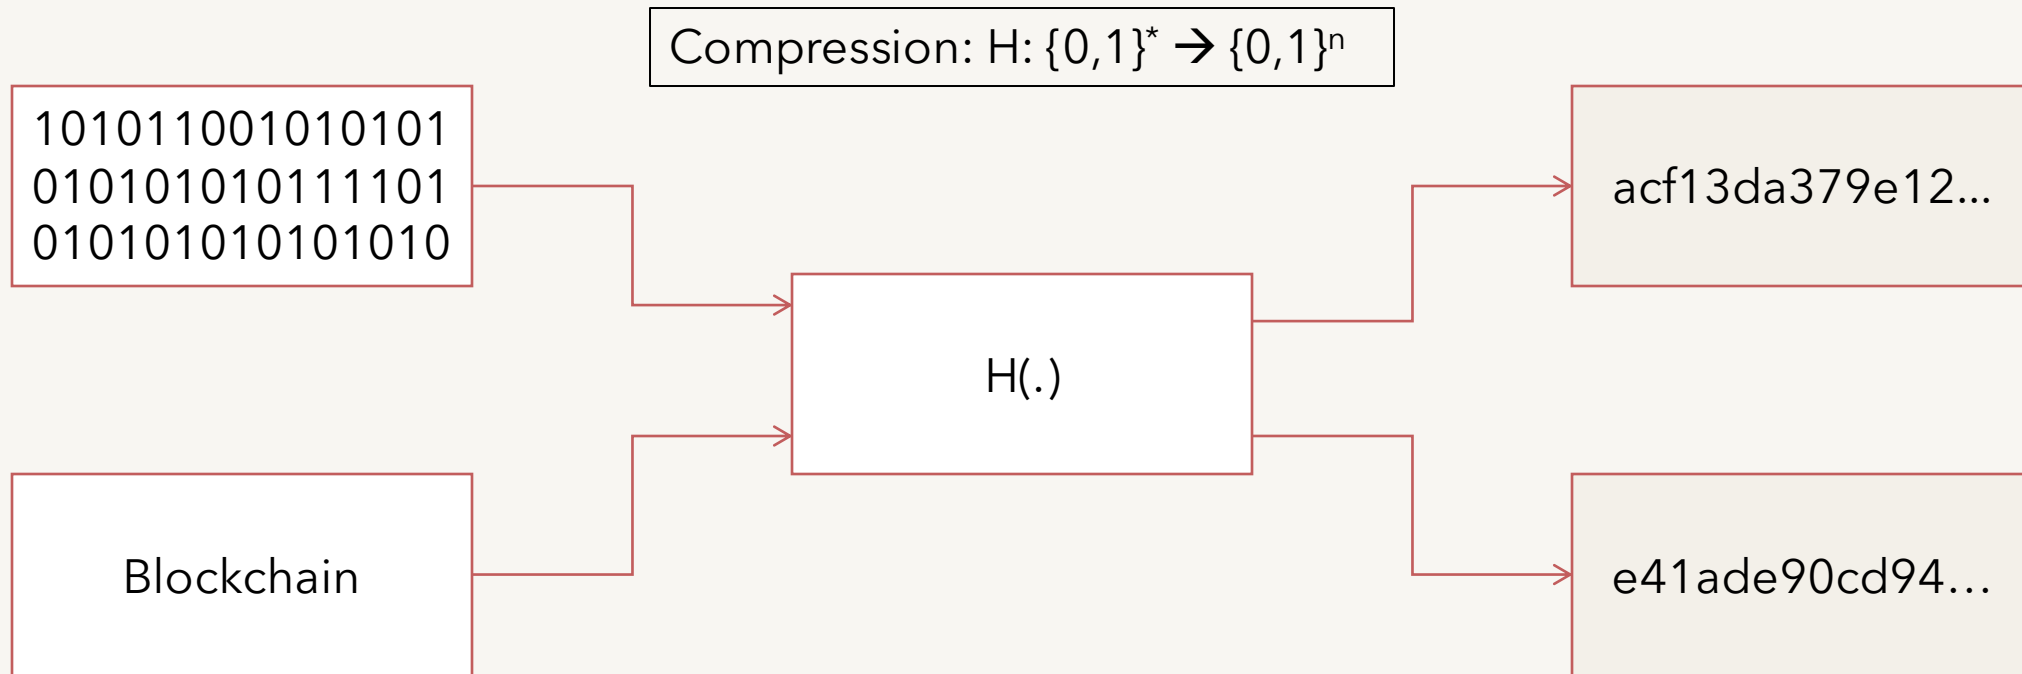 Compression: H: {0,1}* → {0,1}ⁿ
101011001010101
010101010111101
010101010101010
acf13da379e12...
H(.)
Blockchain
e41ade90cd94...